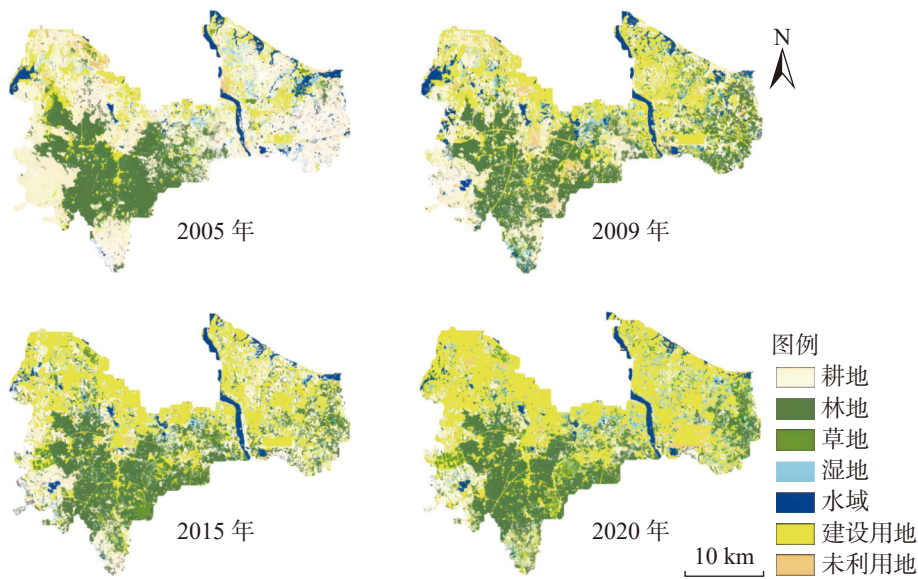 N
2005 年
2009 年
图例
耕地
林地
草地
湿地
水域
建设用地
未利用地
2015 年
2020 年
10 km